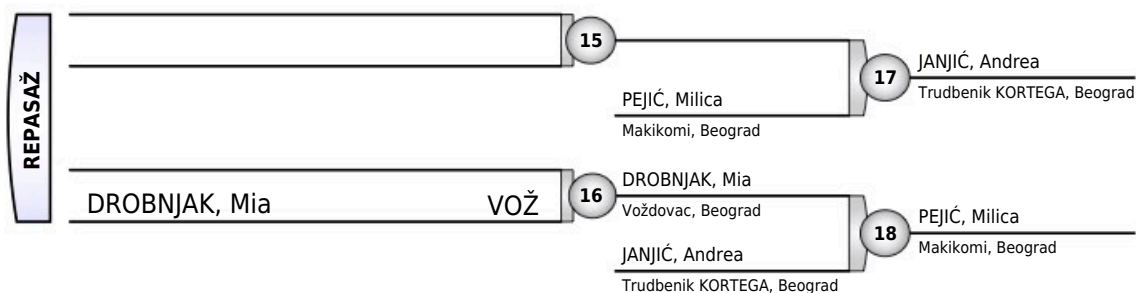 REPASAŽ
15
PEJIĆ, Milica
Makikomi, Beograd
17
JANJIĆ, Andrea
Trudbenik KORTEGA, Beograd
DROBNJAK, Mia VOŽ
16
DROBNJAK, Mia
Voždovac, Beograd
JANJIĆ, Andrea
Trudbenik KORTEGA, Beograd
18
PEJIĆ, Milica
Makikomi, Beograd